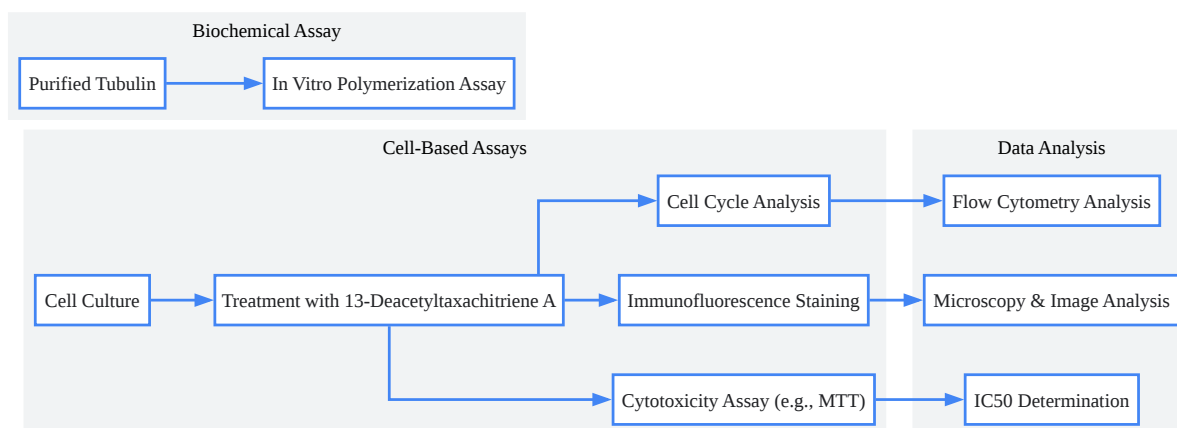 Biochemical Assay
Purified Tubulin
In Vitro Polymerization Assay
Cell-Based Assays
Data Analysis
Cell Cycle Analysis
Flow Cytometry Analysis
Cell Culture
Treatment with 13-Deacetyltaxachitriene A
Immunofluorescence Staining
Microscopy & Image Analysis
Cytotoxicity Assay (e.g., MTT)
IC50 Determination